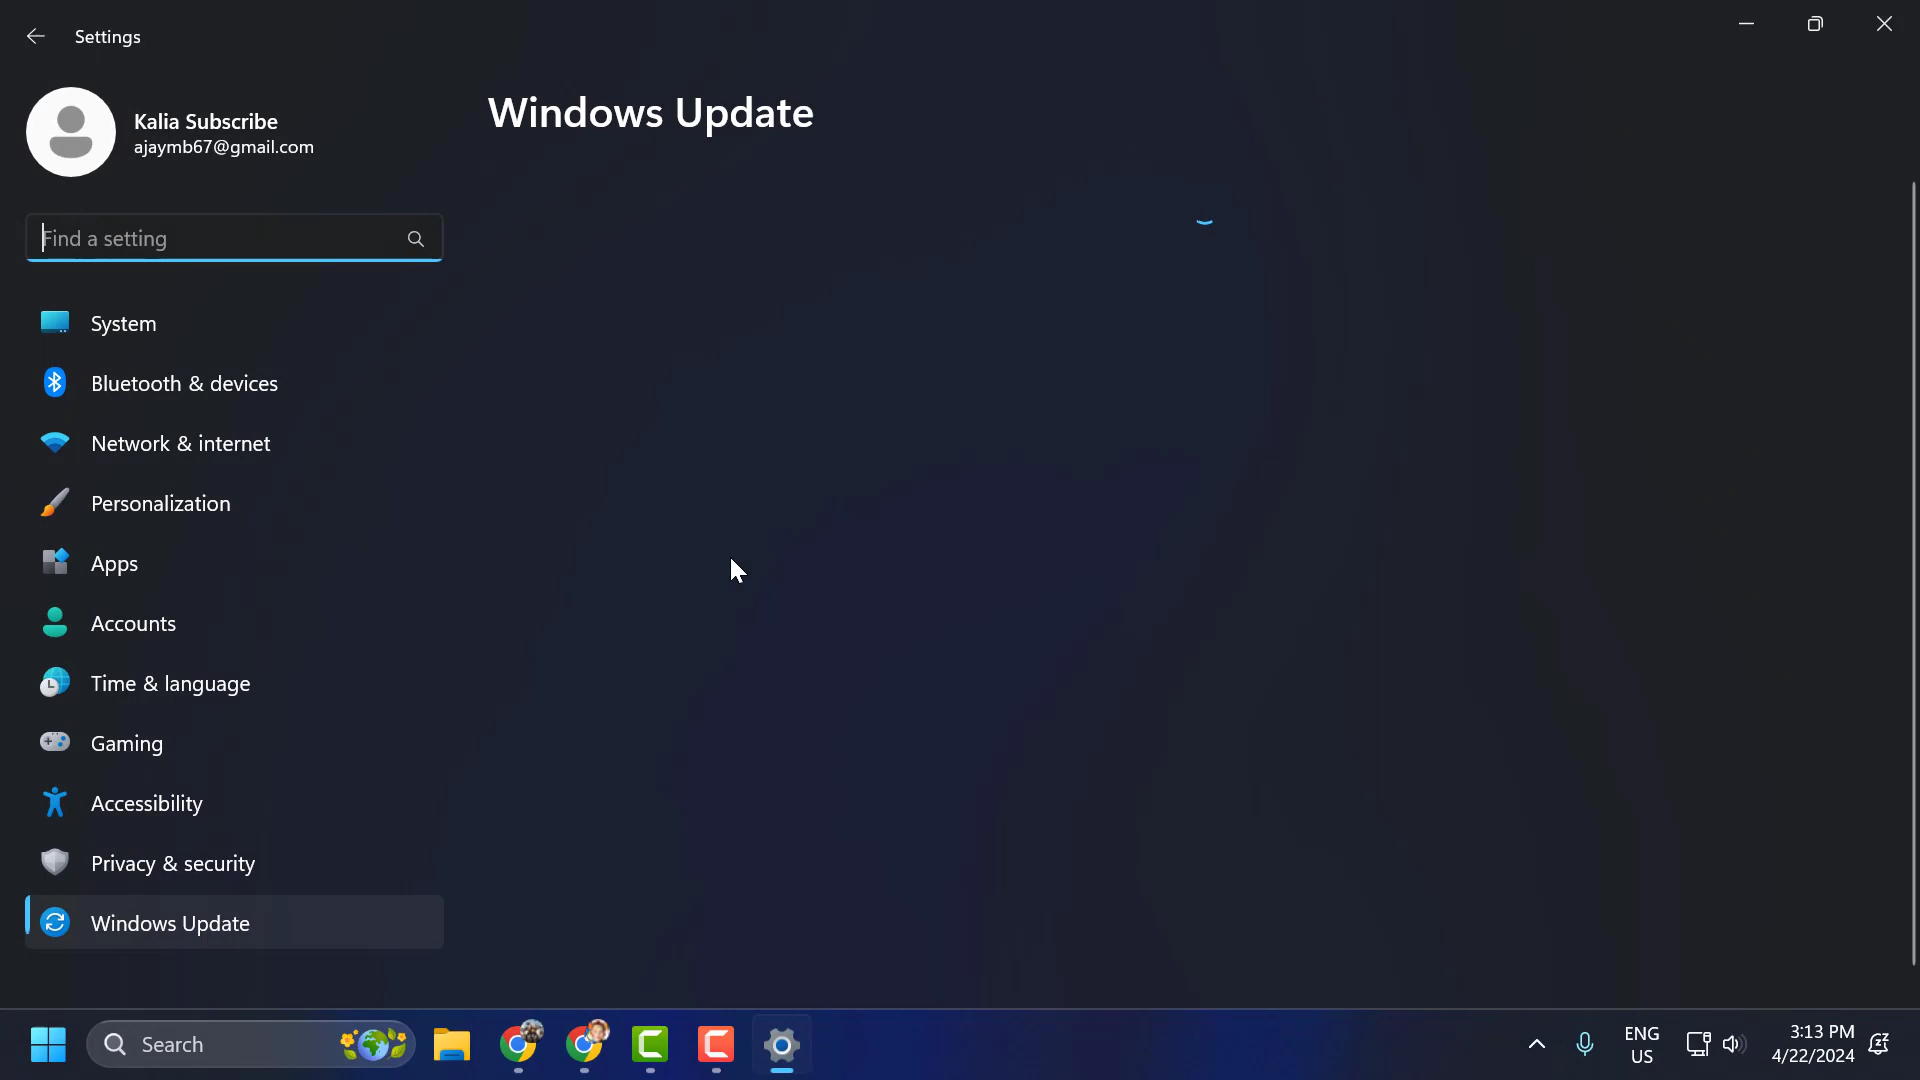 Settings
Kalia Subscribe
ajaymb67@gmail.com
Windows Update
Find a setting
System
Bluetooth & devices
Network & internet
Personalization
Apps
Accounts
Time & language
Gaming
Accessibility
Privacy & security
Windows Update
Search
ENG
US
3:13 PM
4/22/2024